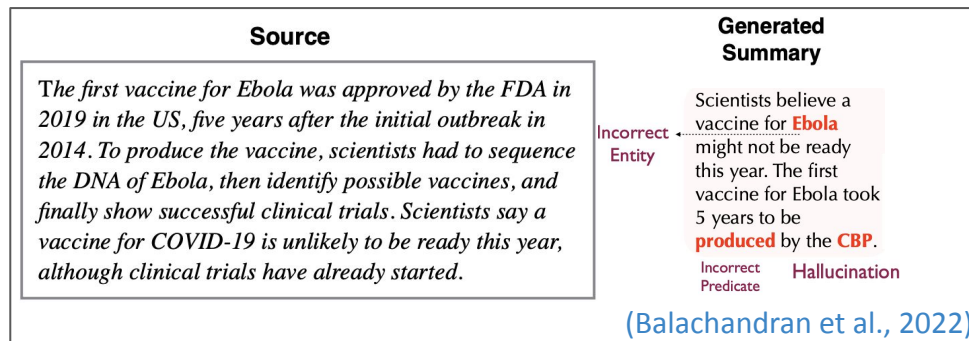 Source
The first vaccine for Ebola was approved by the FDA in
2019 in the US, five years after the initial outbreak in
2014. To produce the vaccine, scientists had to sequence
the DNA of Ebola, then identify possible vaccines, and
finally show successful clinical trials. Scientists say a
vaccine for COVID-19 is unlikely to be ready this year,
although clinical trials have already started.
Incorrect
Entity
Generated
Summary
Scientists believe a
vaccine for Ebola
might not be ready
this year. The first
vaccine for Ebola took
5 years to be
produced by the CBP.
Incorrect
Predicate
Hallucination
(Balachandran et al., 2022)